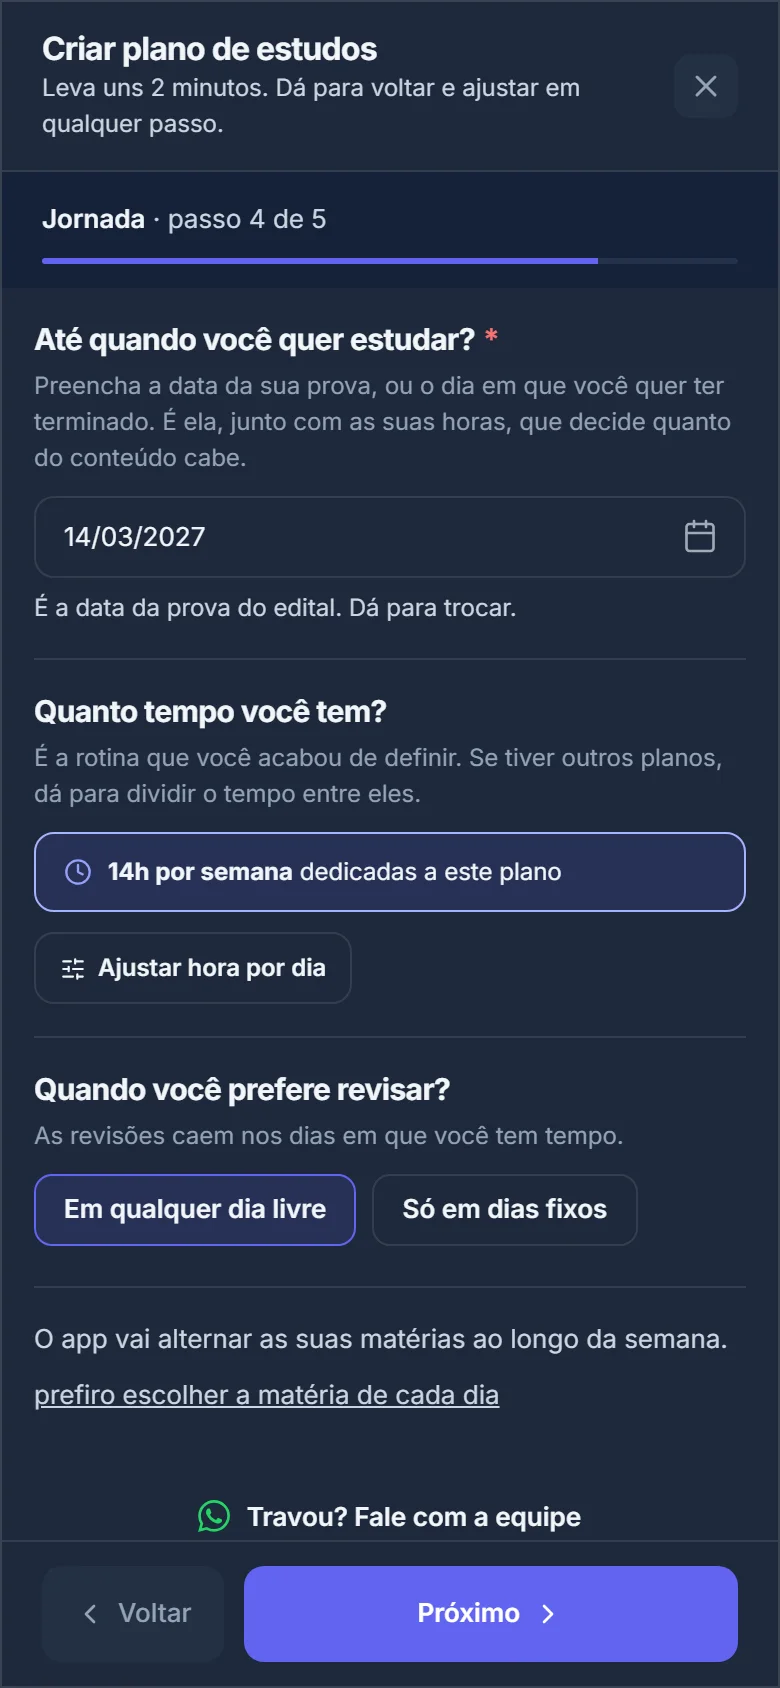 Criar plano de estudos
Leva uns 2 minutos. Dá para voltar e ajustar em
qualquer passo.
Jornada · passo 4 de 5
Até quando você quer estudar? *
Preencha a data da sua prova, ou o dia em que você quer ter
terminado. É ela, junto com as suas horas, que decide quanto
do conteúdo cabe.
14/03/2027
É a data da prova do edital. Dá para trocar.
Quanto tempo você tem?
É a rotina que você acabou de definir. Se tiver outros planos,
dá para dividir o tempo entre eles.
14h por semana dedicadas a este plano
Ajustar hora por dia
Quando você prefere revisar?
As revisões caem nos dias em que você tem tempo.
Em qualquer dia livre
Só em dias fixos
O app vai alternar as suas matérias ao longo da semana.
prefiro escolher a matéria de cada dia
Travou? Fale com a equipe
Voltar
Próximo